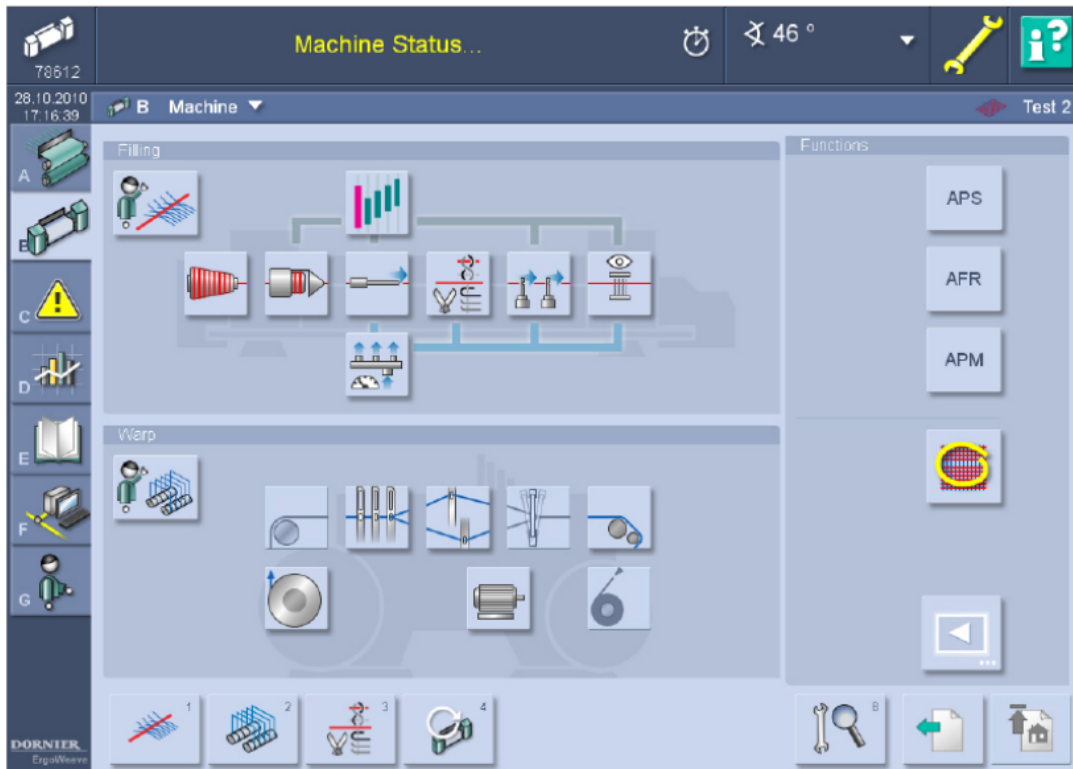 78612
Machine Status...
46 °
28.10.2010
17:16:39
B Machine
Test 2
Filling
Functions
A
B
C
D
E
F
G
APS
AFR
APM
Warp
1
2
3
4
8
DORNIER
ErgoWeave